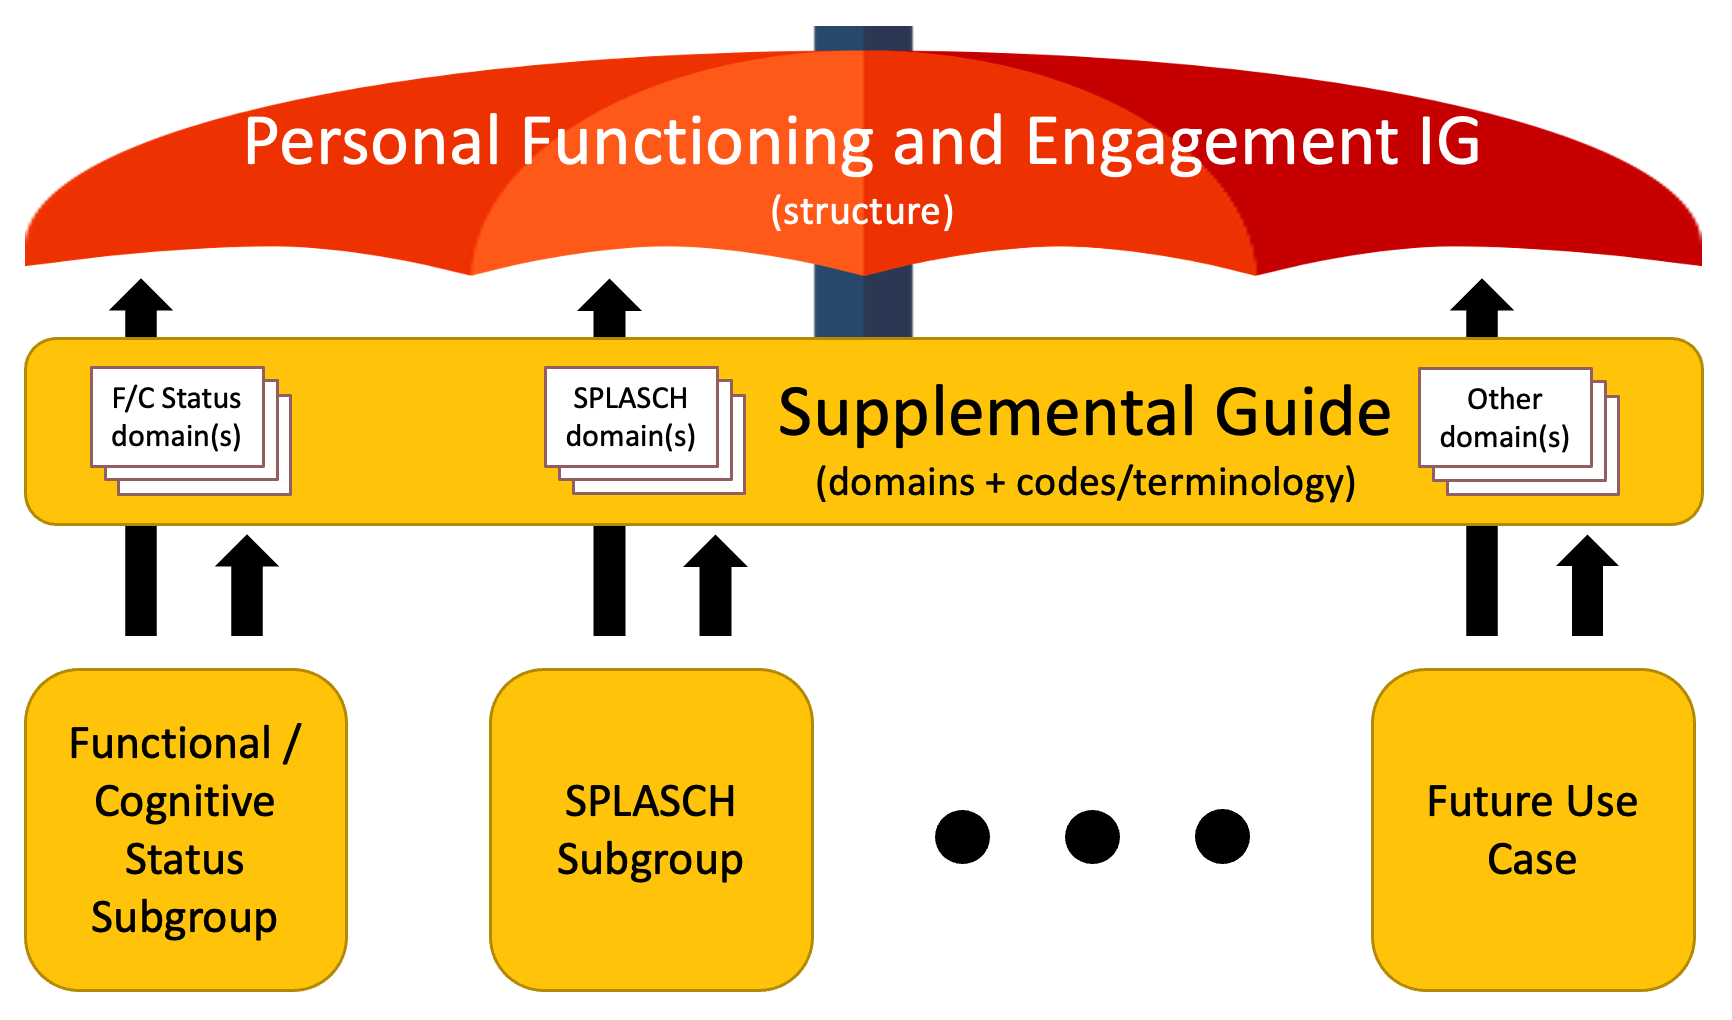 Personal Functioning and Engagement IG
(structure)
F/C Status
domain(s)
SPLASCH
domain(s)
Supplemental Guide
(domains + codes/terminology)
Other
domain(s)
Functional /
Cognitive
Status
Subgroup
SPLASCH
Subgroup
Future Use
Case